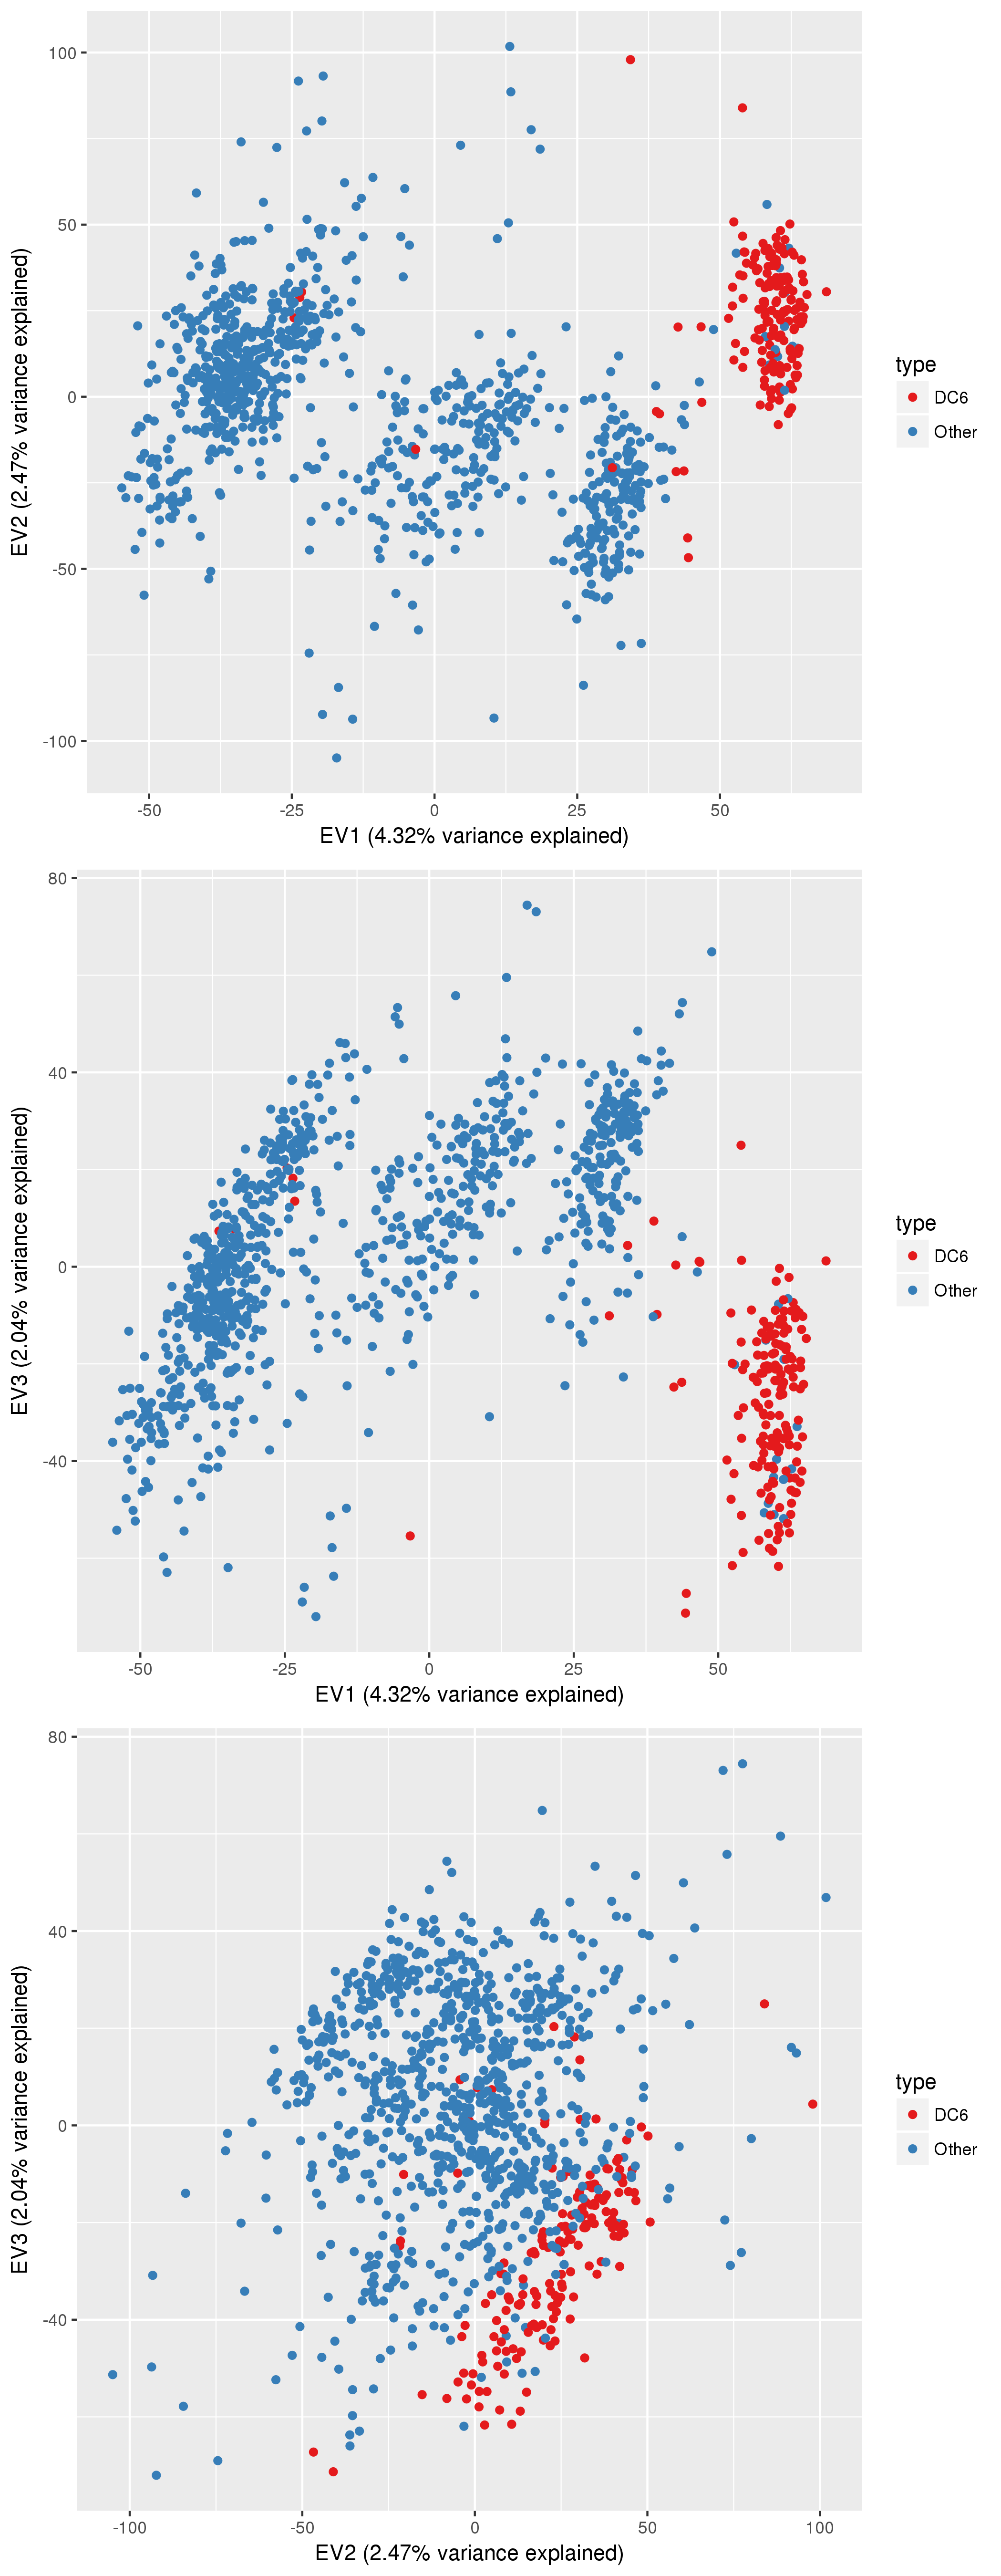 100
50
0
-50
-100
EV2 (2.47% variance explained)
-50 -25 0 25 50
EV1 (4.32% variance explained)
type
DC6
Other
80
40
0
-40
EV3 (2.04% variance explained)
-50 -25 0 25 50
EV1 (4.32% variance explained)
type
DC6
Other
80
40
0
-40
EV3 (2.04% variance explained)
-100 -50 0 50 100
EV2 (2.47% variance explained)
type
DC6
Other